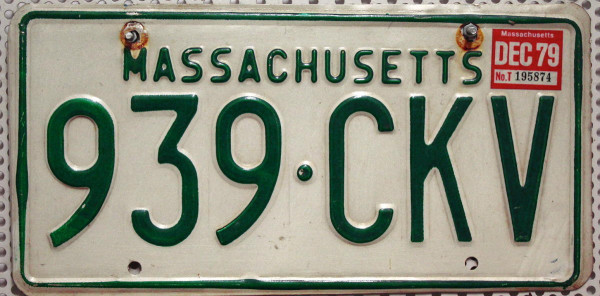 MASSACHUSETTS
Massachusetts
DEC 79
No.T 195874
939·CKV